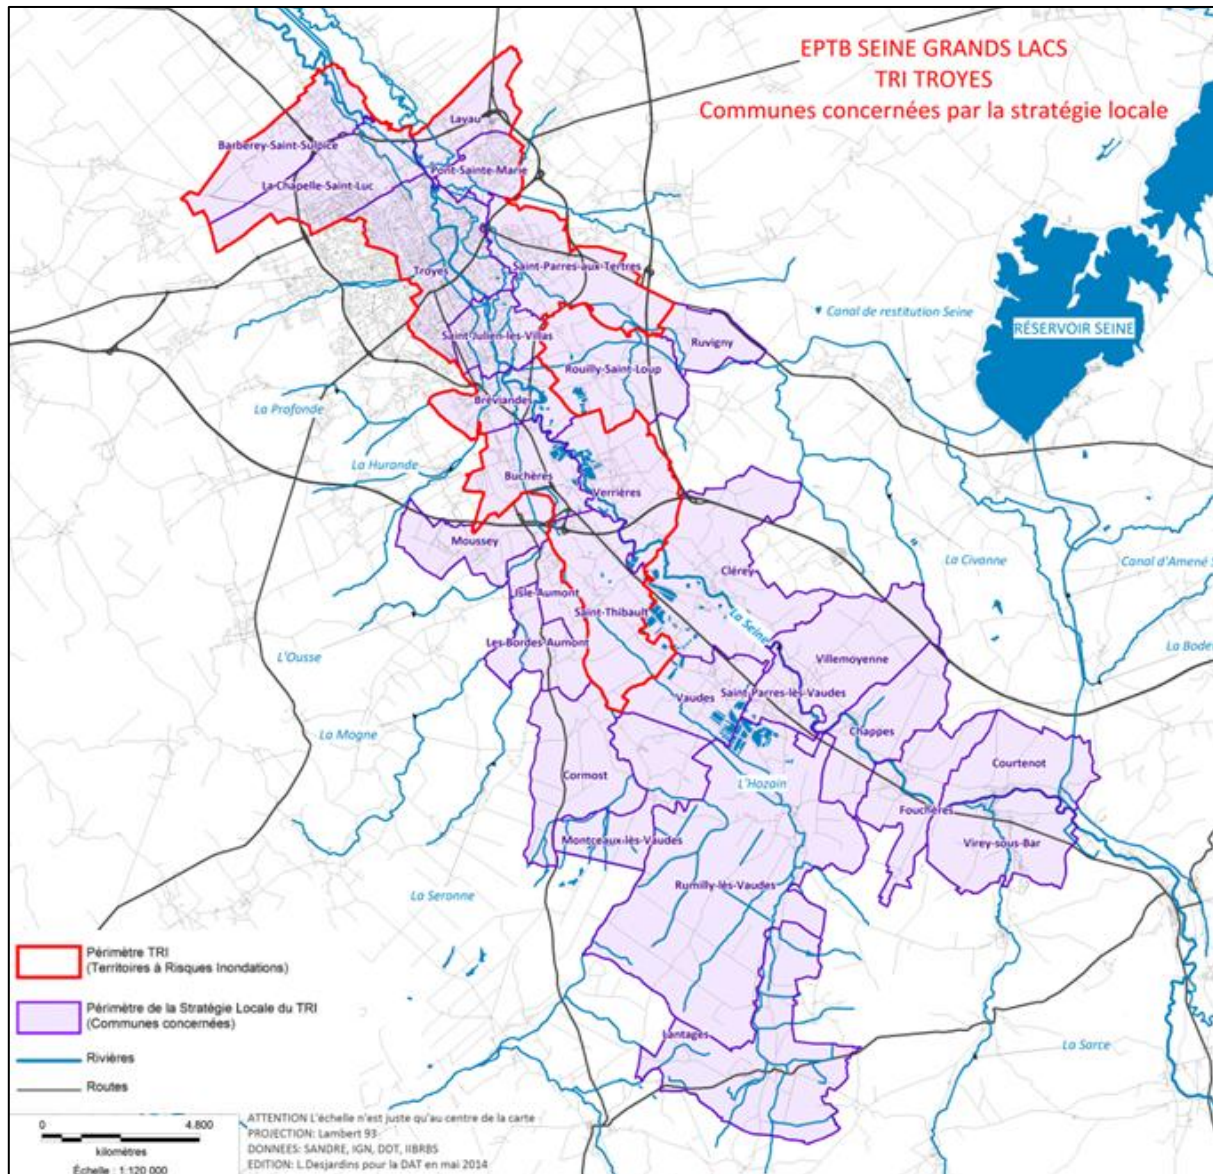 EPTB SEINE GRANDS LACS
TRI TROYES
Communes concernées par la stratégie locale
Lavau
Barberey-Saint-Sulpice
Pont-Sainte-Marie
La-Chapelle-Saint-Luc
Saint-Parres-aux-Tertres
Troyes
Canal de restitution Seine
RÉSERVOIR SEINE
Saint-Julien-les-Villas
Ruvigny
Rouilly-Saint-Loup
Bréviandes
La Profonde
La Hurande
Buchères
Verrières
Moussey
Clérey
La Civanne
Canal d'Amené S
Isle-Aumont
Saint-Thibault
La Seine
Les-Bordes-Aumont
L'Ousse
Villemoyenne
La Bode
Vaudes
Saint-Parres-lès-Vaudes
La Mogne
Chappes
Courtenot
Cormost
L'Hozain
Fouchères
Montceaux-lès-Vaudes
Virey-sous-Bar
Rumilly-lès-Vaudes
La Seronne
Périmètre TRI
(Territoires à Risques Inondations)
Périmètre de la Stratégie Locale du TRI
(Communes concernées)
Lantages
La Sarce
Rivières
Routes
0 4.800
kilomètres
Échelle : 1:120 000
ATTENTION L'échelle n'est juste qu'au centre de la carte
PROJECTION: Lambert 93
DONNEES: SANDRE, IGN, DDT, IIBRBS
EDITION: L.Desjardins pour la DAT en mai 2014